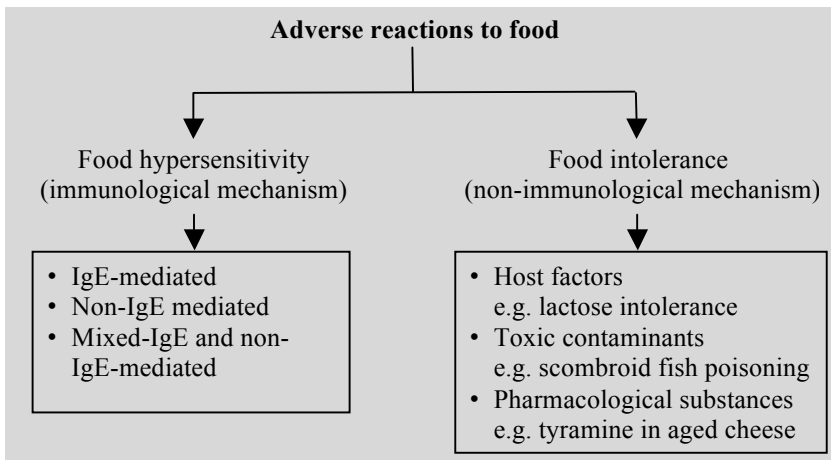 Adverse reactions to food
Food hypersensitivity
(immunological mechanism)
Food intolerance
(non-immunological mechanism)
• IgE-mediated
• Non-IgE mediated
• Mixed-IgE and non-
IgE-mediated
• Host factors
e.g. lactose intolerance
• Toxic contaminants
e.g. scombroid fish poisoning
• Pharmacological substances
e.g. tyramine in aged cheese